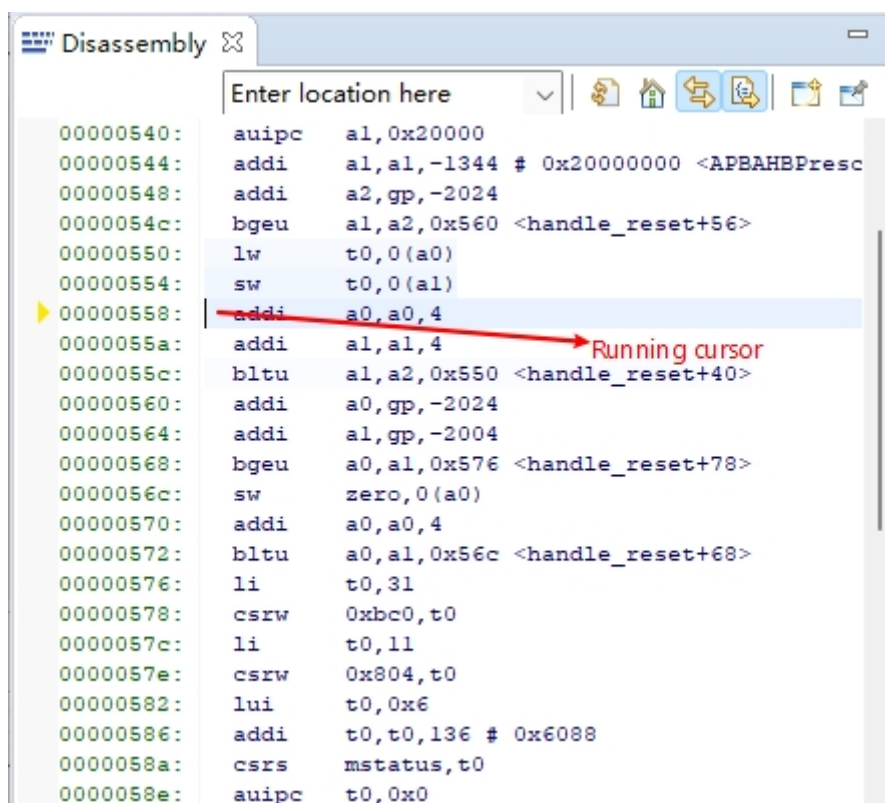 Disassembly
Enter location here
00000540: auipc a1,0x20000
00000544: addi a1,a1,-1344 # 0x20000000 <APBAHBPresc
00000548: addi a2,gp,-2024
0000054c: bgeu a1,a2,0x560 <handle_reset+56>
00000550: lw t0,0(a0)
00000554: sw t0,0(a1)
00000558: addi a0,a0,4
0000055a: addi a1,a1,4
Running cursor
0000055c: bltu a1,a2,0x550 <handle_reset+40>
00000560: addi a0,gp,-2024
00000564: addi a1,gp,-2004
00000568: bgeu a0,a1,0x576 <handle_reset+78>
0000056c: sw zero,0(a0)
00000570: addi a0,a0,4
00000572: bltu a0,a1,0x56c <handle_reset+68>
00000576: li t0,31
00000578: csrw 0xbc0,t0
0000057c: li t0,11
0000057e: csrw 0x804,t0
00000582: lui t0,0x6
00000586: addi t0,t0,136 # 0x6088
0000058a: csrs mstatus,t0
0000058e: auipc t0,0x0